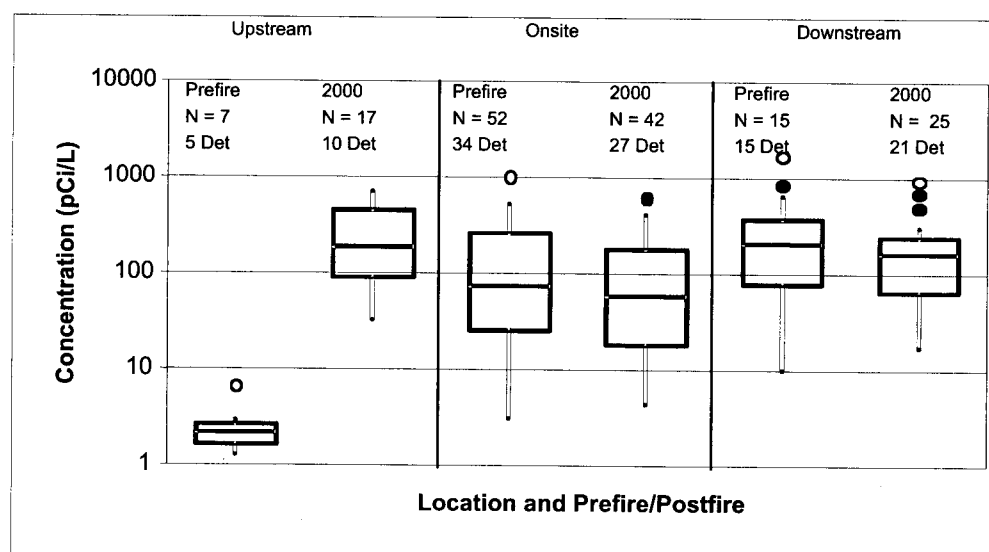 Upstream Onsite Downstream
10000
1000
100
10
1
Concentration (pCi/L)
Prefire
N = 7
5 Det
2000
N = 17
10 Det
Prefire
N = 52
34 Det
2000
N = 42
27 Det
Prefire
N = 15
15 Det
2000
N = 25
21 Det
Location and Prefire/Postfire